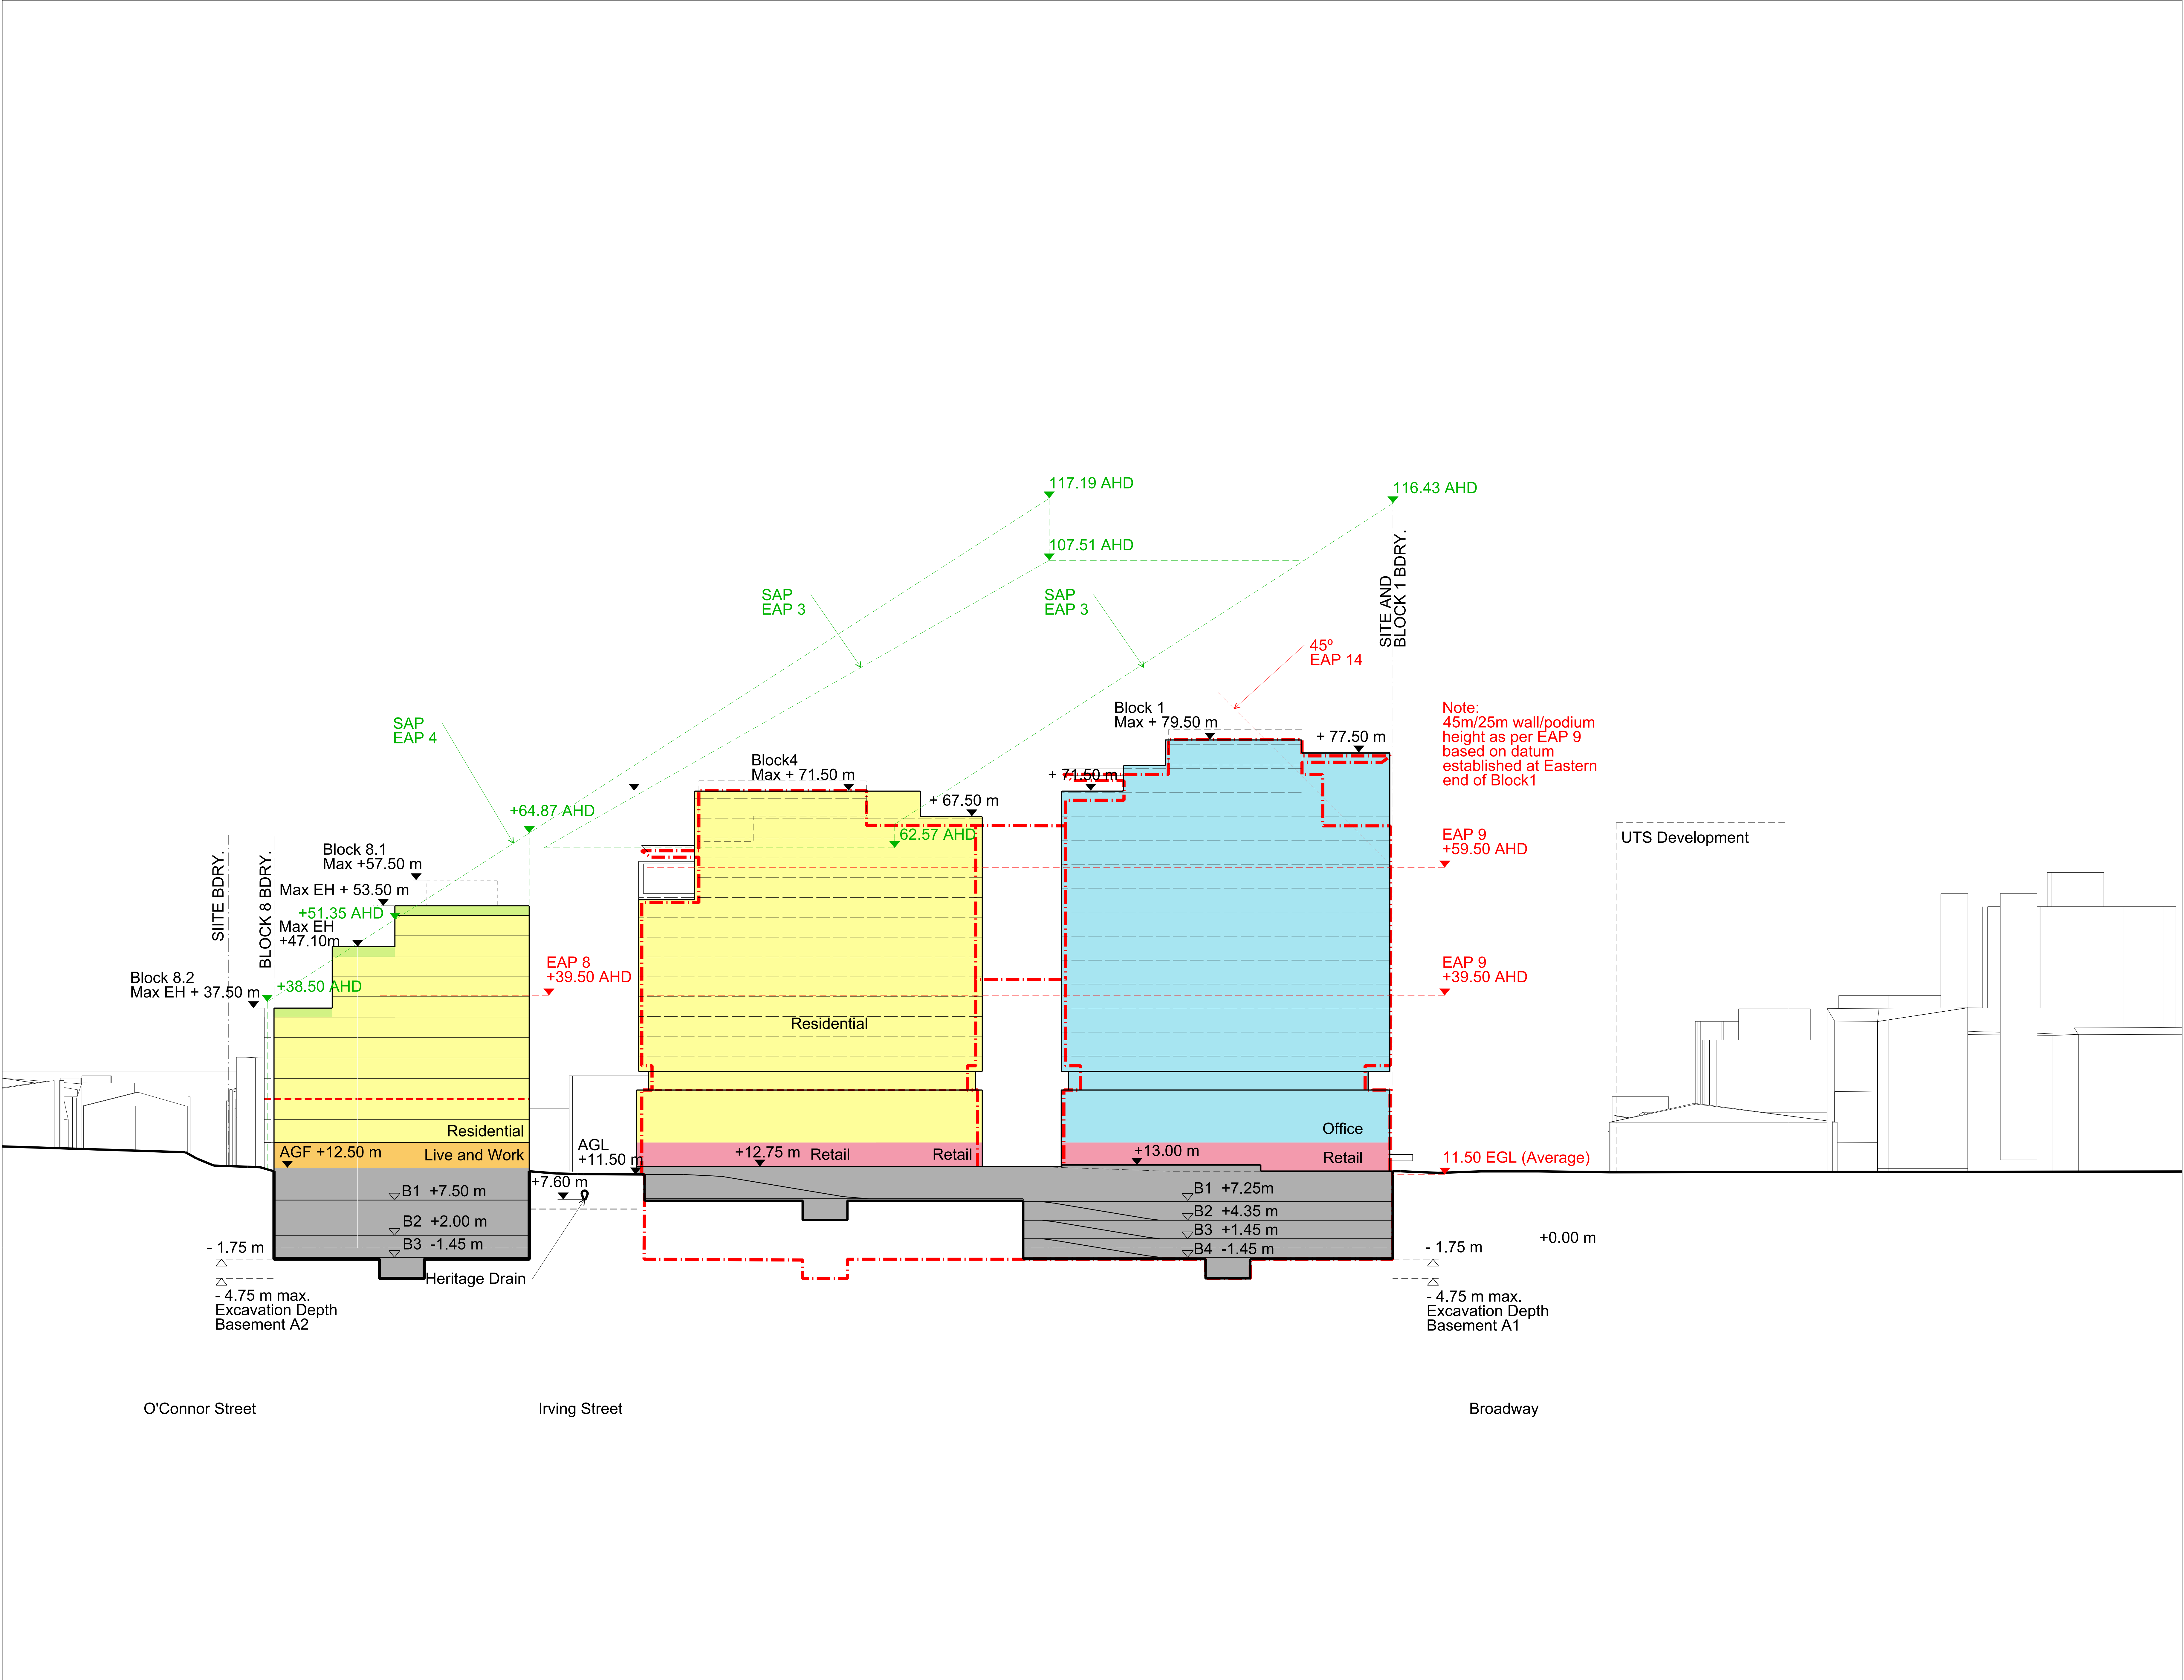 117.19 AHD
116.43 AHD
107.51 AHD
SITE AND
BLOCK 1 BDRY.
SAP
EAP 3
SAP
EAP 3
45º
EAP 14
SAP
EAP 4
Block 1
Max + 79.50 m
+ 77.50 m
Note:
45m/25m wall/podium
height as per EAP 9
based on datum
established at Eastern
end of Block1
Block4
Max + 71.50 m
+ 71.50 m
+ 67.50 m
+64.87 AHD
62.57 AHD
EAP 9
+59.50 AHD
UTS Development
SIITE BDRY.
BLOCK 8 BDRY.
Block 8.1
Max +57.50 m
Max EH + 53.50 m
+51.35 AHD
Max EH
+47.10m
Block 8.2
Max EH + 37.50 m
+38.50 AHD
EAP 8
+39.50 AHD
EAP 9
+39.50 AHD
Residential
Residential
Office
AGF +12.50 m
Live and Work
AGL
+11.50 m
+12.75 m
Retail
Retail
+13.00 m
Retail
11.50 EGL (Average)
+7.60 m
B1 +7.50 m
B2 +2.00 m
B3 -1.45 m
B1 +7.25m
B2 +4.35 m
B3 +1.45 m
B4 -1.45 m
- 1.75 m
- 1.75 m
+0.00 m
Heritage Drain
- 4.75 m max.
Excavation Depth
Basement A2
- 4.75 m max.
Excavation Depth
Basement A1
O'Connor Street
Irving Street
Broadway